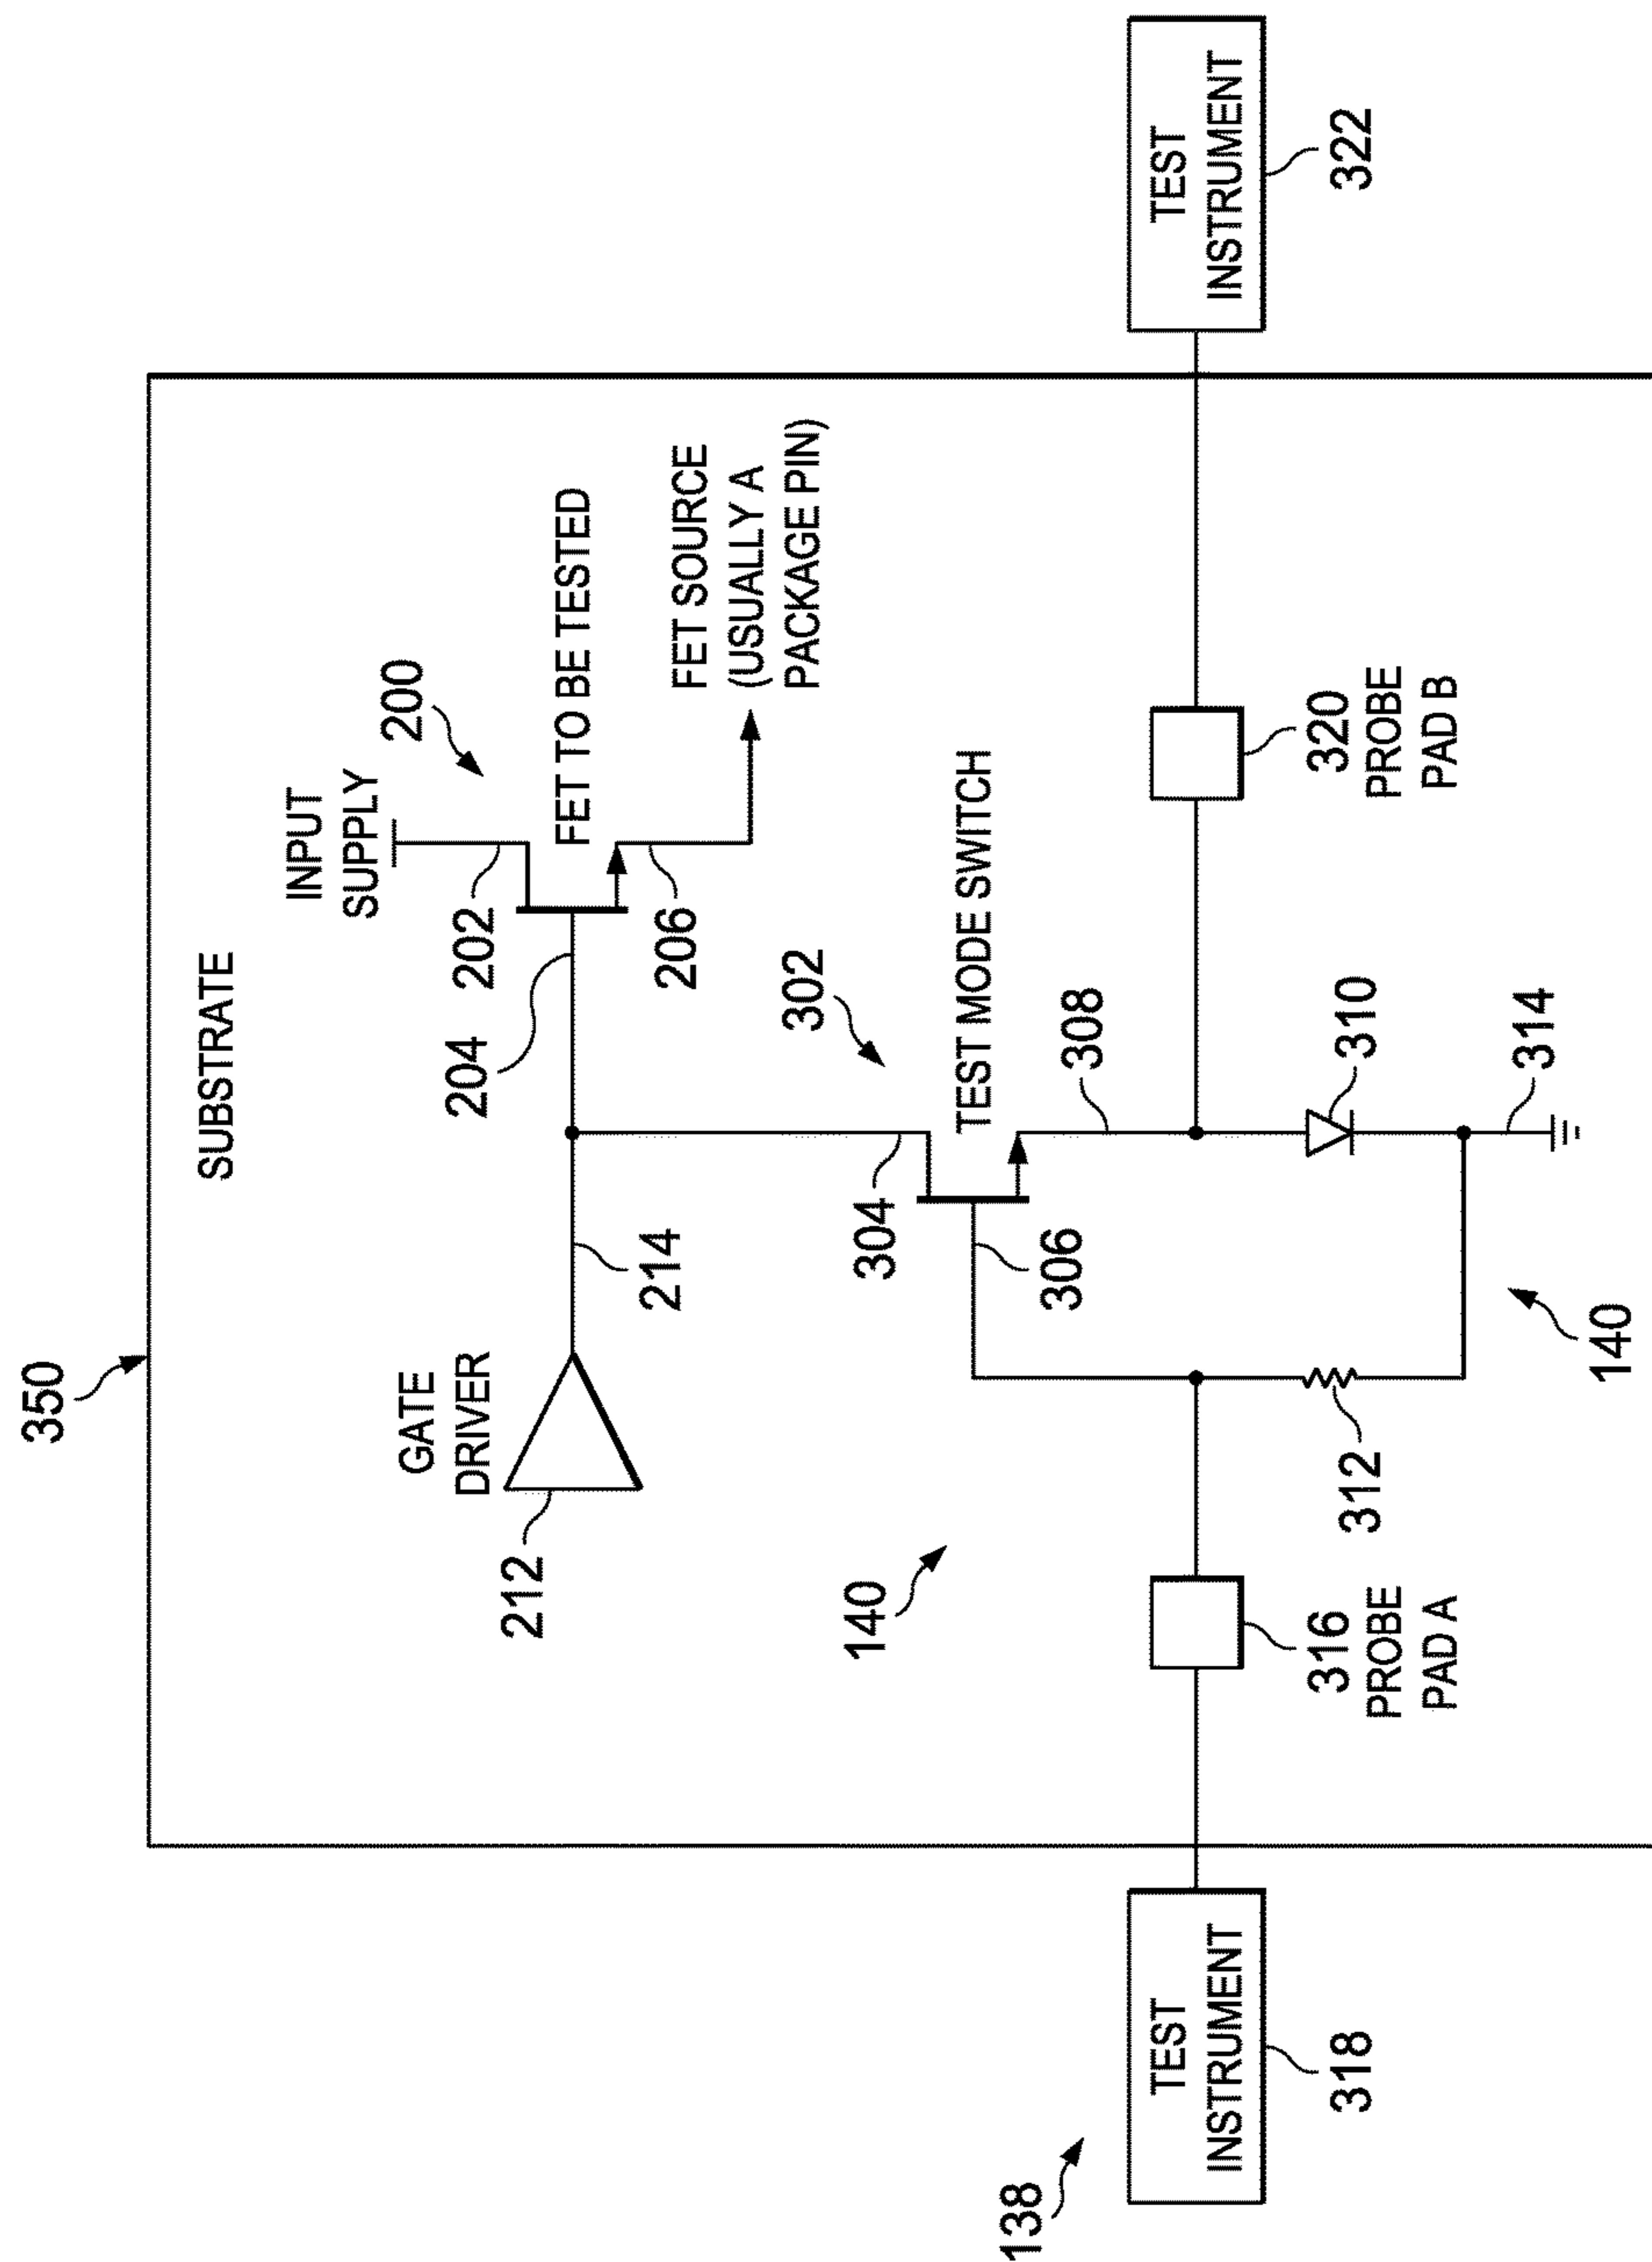 350
SUBSTRATE
INPUT
SUPPLY
200
202
FET TO BE TESTED
204
206
FET SOURCE
(USUALLY A
PACKAGE PIN)
GATE
DRIVER
212
214
302
304
TEST MODE SWITCH
306
308
140
138
TEST
INSTRUMENT
318
316
PROBE
PAD A
312
310
314
140
320
PROBE
PAD B
TEST
INSTRUMENT
322